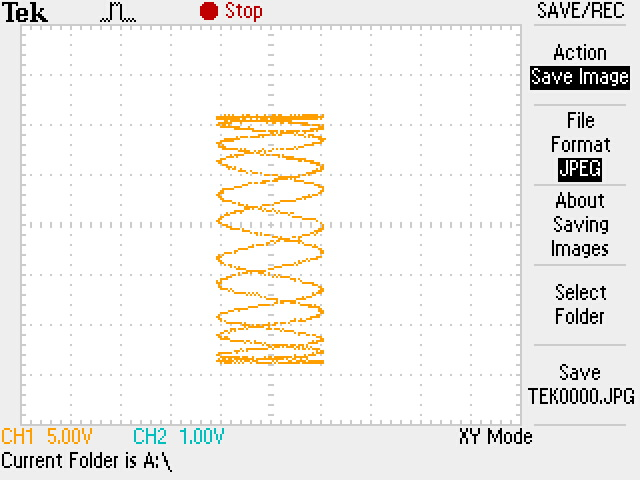 Tek Stop SAVE/REC
Action
Save Image
File
Format
JPEG
About
Saving
Images
Select
Folder
Save
TEK0000.JPG
CH1 5.00V CH2 1.00V XY Mode
Current Folder is A:\